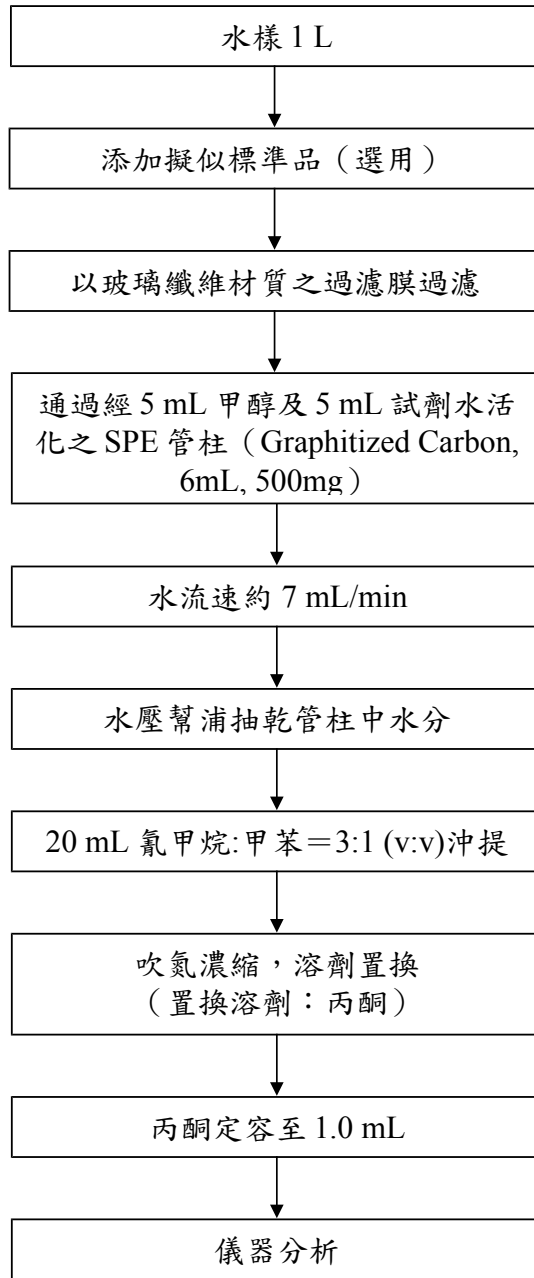 水樣 1 L
添加擬似標準品（選用）
以玻璃纖維材質之過濾膜過濾
通過經 5 mL 甲醇及 5 mL 試劑水活
化之 SPE 管柱（Graphitized Carbon,
6mL, 500mg）
水流速約 7 mL/min
水壓幫浦抽乾管柱中水分
20 mL 氰甲烷:甲苯＝3:1 (v:v)沖提
吹氮濃縮，溶劑置換
（置換溶劑：丙酮）
丙酮定容至 1.0 mL
儀器分析